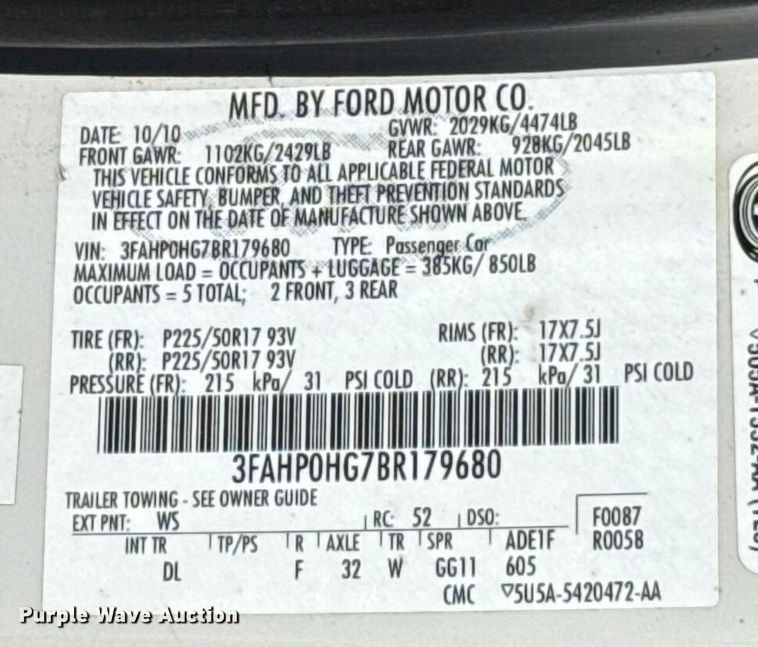 MFD. BY FORD MOTOR CO.
DATE: 10/10 GVWR: 2029KG/4474LB
FRONT GAWR: 1102KG/2429LB REAR GAWR: 928KG/2045LB
THIS VEHICLE CONFORMS TO ALL APPLICABLE FEDERAL MOTOR
VEHICLE SAFETY, BUMPER, AND THEFT PREVENTION STANDARDS
IN EFFECT ON THE DATE OF MANUFACTURE SHOWN ABOVE.
VIN: 3FAHP0HG7BR179680 TYPE: Passenger Car
MAXIMUM LOAD = OCCUPANTS + LUGGAGE = 385KG/ 850LB
OCCUPANTS = 5 TOTAL; 2 FRONT, 3 REAR
TIRE (FR): P225/50R17 93V RIMS (FR): 17X7.5J
(RR): P225/50R17 93V (RR): 17X7.5J
PRESSURE (FR): 215 kPa/ 31 PSI COLD (RR): 215 kPa/ 31 PSI COLD
3FAHP0HG7BR179680
TRAILER TOWING - SEE OWNER GUIDE
EXT PNT: WS RC: 52 DSO: F0087
INT TR TP/PS R AXLE TR SPR ADE1F R0058
DL F 32 W GG11 605
CMC ▽5U5A-5420472-AA
Purple Wave Auction